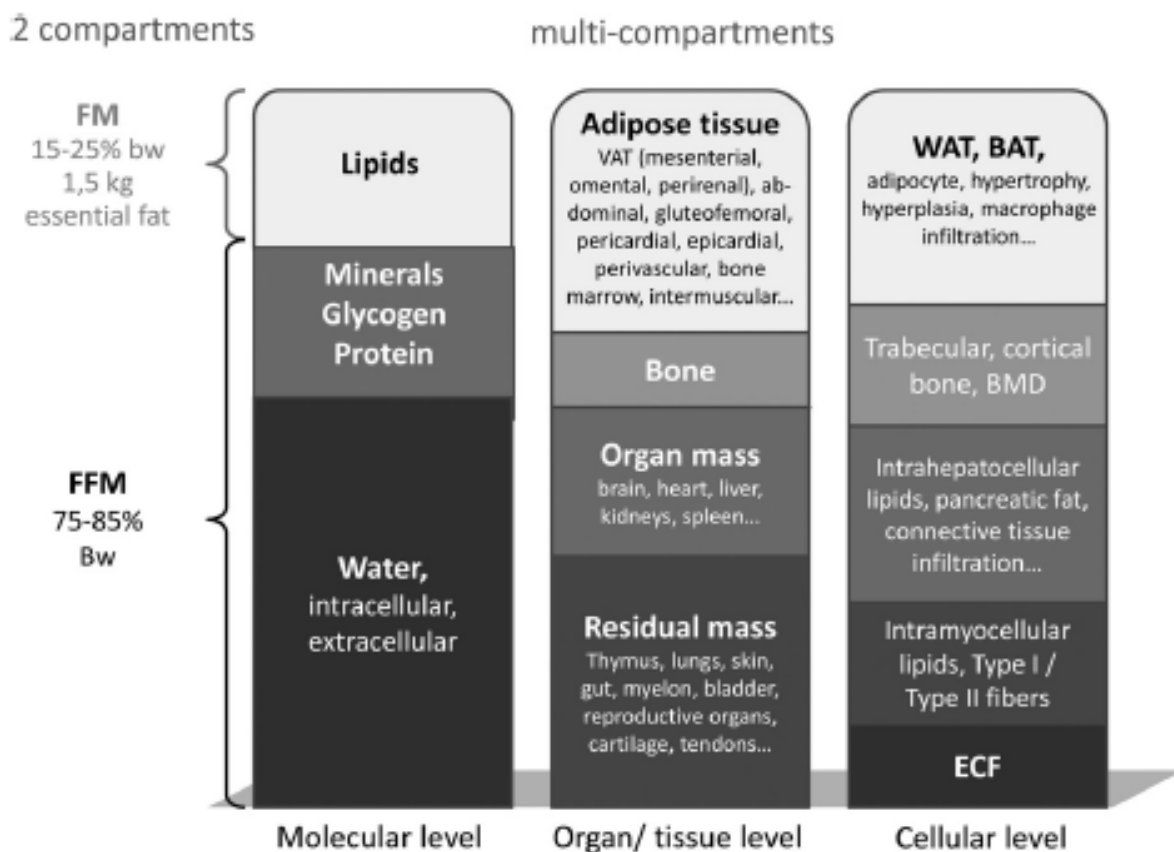 2 compartments
multi-compartments
FM
15-25% bw
1,5 kg
essential fat
FFM
75-85%
Bw
Lipids
Minerals
Glycogen
Protein
Water,
intracellular,
extracellular
Molecular level
Adipose tissue
VAT (mesenterial,
omental, perirenal), ab-
dominal, gluteofemoral,
pericardial, epicardial,
perivascular, bone
marrow, intermuscular...
Bone
Organ mass
brain, heart, liver,
kidneys, spleen...
Residual mass
Thymus, lungs, skin,
gut, myelon, bladder,
reproductive organs,
cartilage, tendons...
Organ/ tissue level
WAT, BAT,
adipocyte, hypertrophy,
hyperplasia, macrophage
infiltration...
Trabecular, cortical
bone, BMD
Intrahepatocellular
lipids, pancreatic fat,
connective tissue
infiltration...
Intramyocellular
lipids, Type I /
Type II fibers
ECF
Cellular level